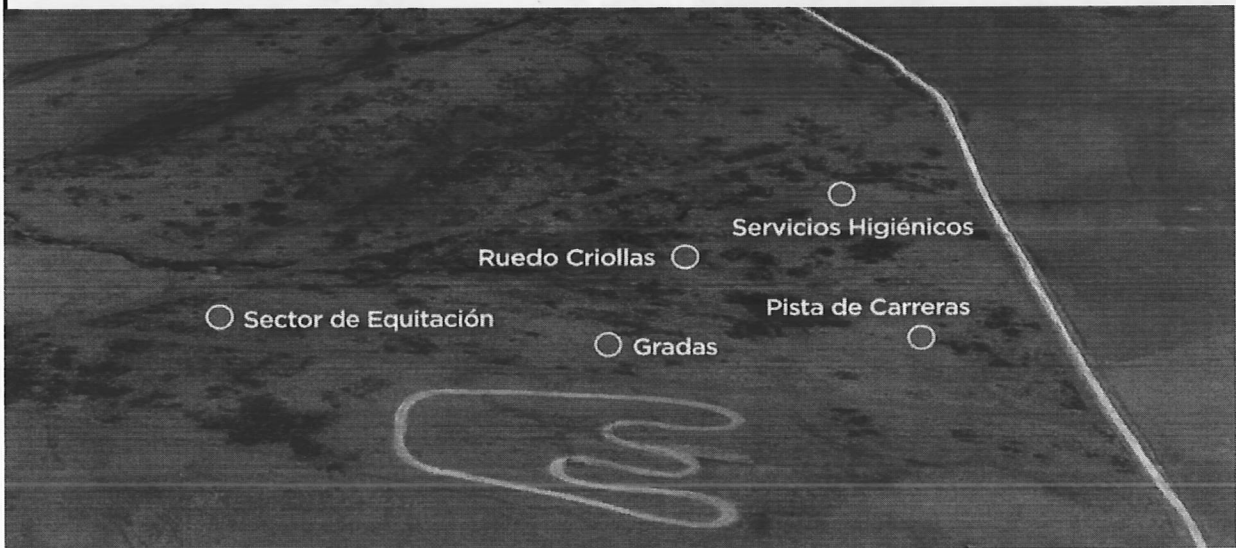 Servicios Higiénicos
Ruedo Criollas
Pista de Carreras
Sector de Equitación
Gradas